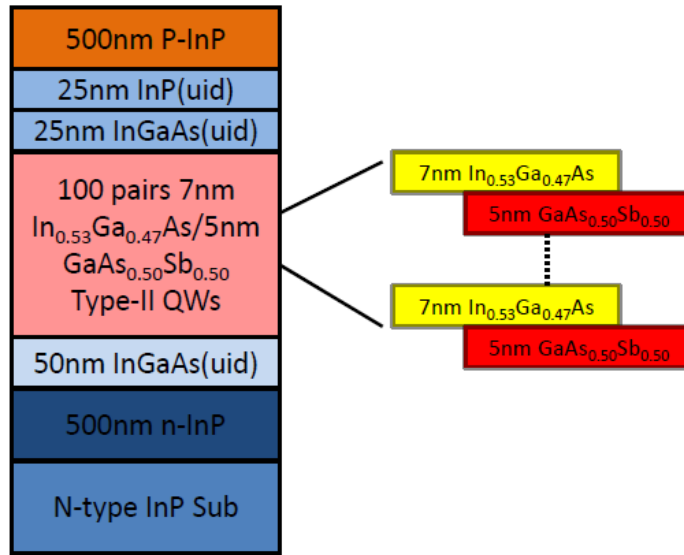 500nm P-InP
25nm InP(uid)
25nm InGaAs(uid)
100 pairs 7nm
In₀.₅₃Ga₀.₄₇As/5nm
GaAs₀.₅₀Sb₀.₅₀
Type-II QWs
50nm InGaAs(uid)
500nm n-InP
N-type InP Sub
7nm In₀.₅₃Ga₀.₄₇As
5nm GaAs₀.₅₀Sb₀.₅₀
7nm In₀.₅₃Ga₀.₄₇As
5nm GaAs₀.₅₀Sb₀.₅₀